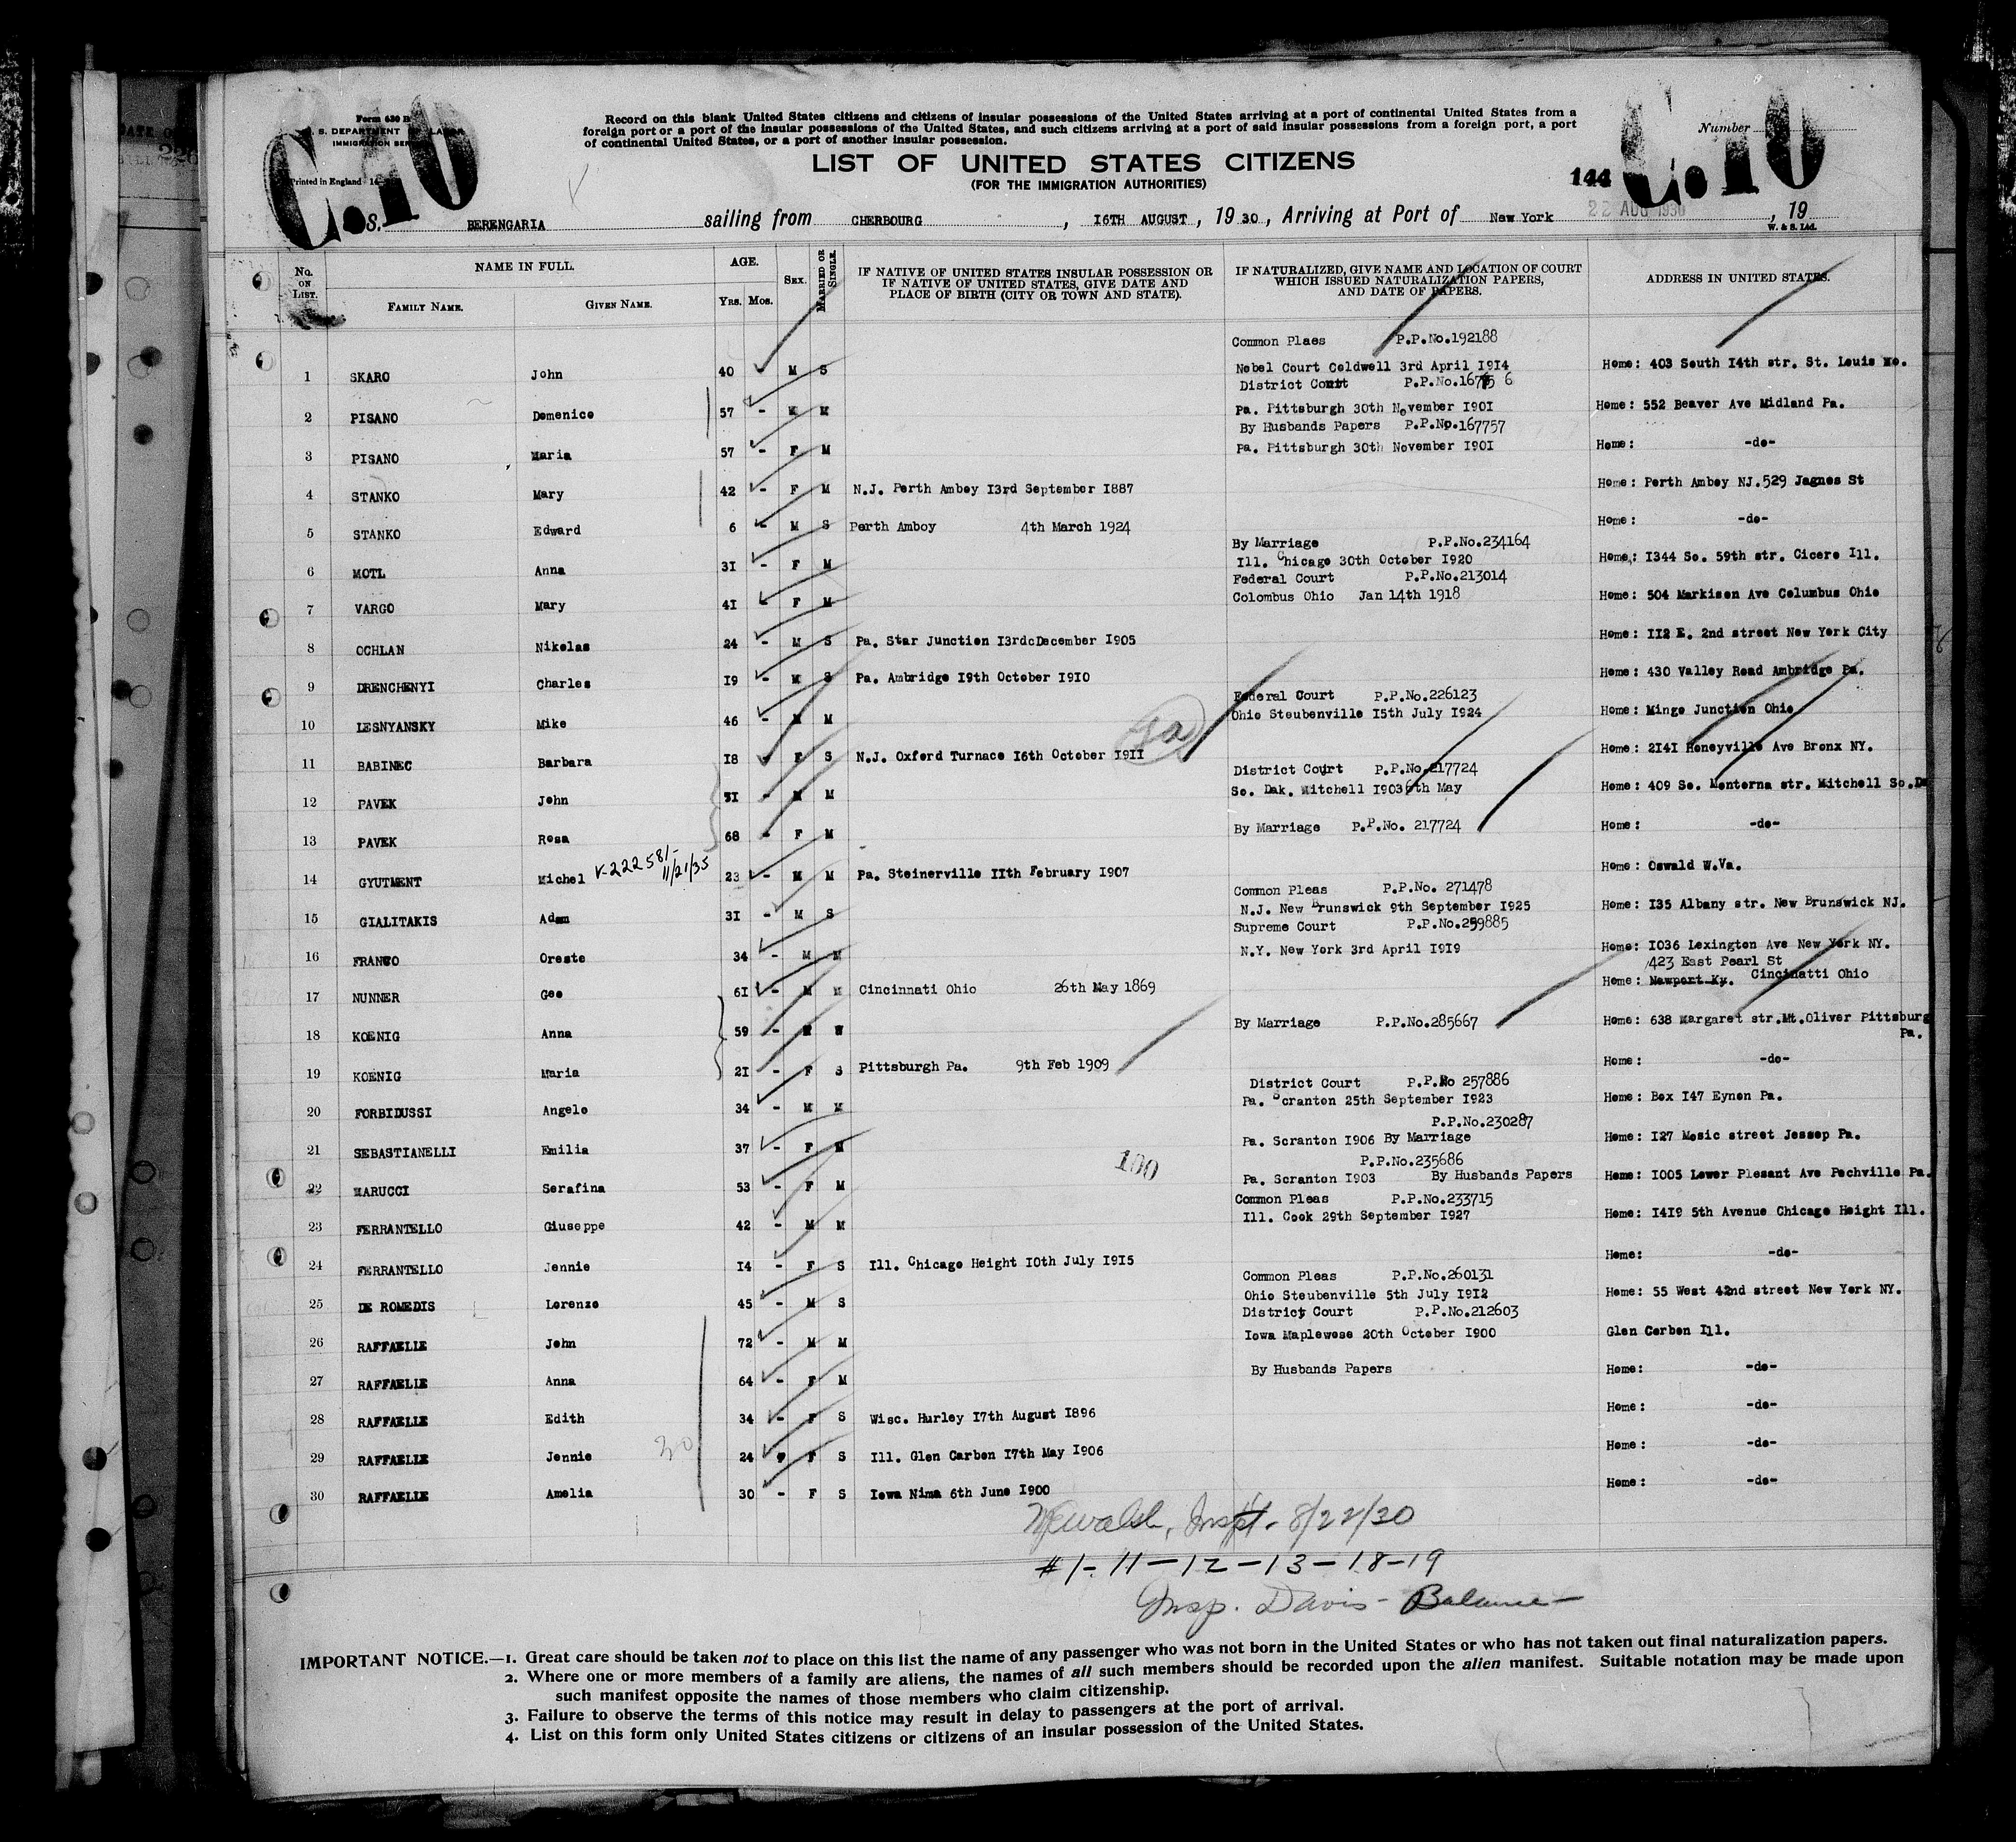 Form 630 B
S. DEPARTMENT OF LABOR
IMMIGRATION SER
Printed in England
C.10
Record on this blank United States citizens and citizens of insular possessions of the United States arriving at a port of continental United States from a
foreign port or a port of the insular possessions of the United States, and such citizens arriving at a port of said insular possessions from a foreign port, a port
of continental United States, or a port of another insular possession.
Number
C.10
LIST OF UNITED STATES CITIZENS
(FOR THE IMMIGRATION AUTHORITIES)
144
S. BERENGARIA sailing from CHERBOURG, 16TH AUGUST, 19 30, Arriving at Port of New York 22 AUG 1930, 19
W. & S. Ltd.
No. ON LIST. NAME IN FULL. FAMILY NAME. GIVEN NAME. AGE. YRS. MOS. SEX. MARRIED OR SINGLE. IF NATIVE OF UNITED STATES INSULAR POSSESSION OR IF NATIVE OF UNITED STATES, GIVE DATE AND PLACE OF BIRTH (CITY OR TOWN AND STATE). IF NATURALIZED, GIVE NAME AND LOCATION OF COURT WHICH ISSUED NATURALIZATION PAPERS, AND DATE OF PAPERS. ADDRESS IN UNITED STATES.
Common Plaes P.P.No.192188
1 SKARO John 40 M S Nebel Court Coldwell 3rd April 1914 Home: 403 South 14th str. St. Louis Mo.
District Court
2 PISANO Domenico 57 - M M Pa. Pittsburgh 30th November 1901 Home: 552 Beaver Ave Midland Pa.
By Husbands Papers P.P.No.167757
3 PISANO Maria 57 - F M Pa. Pittsburgh 30th November 1901 Home: -do-
4 STANKO Mary 42 - F M N.J. Perth Amboy 13rd September 1887 Home: Perth Amboy NJ.529 Jagnes St
5 STANKO Edward 6 - M S Perth Amboy 4th March 1924 Home: -do-
By Marriage P.P.No.234164
6 MOTL Anna 31 - F M Ill. Chicago 30th October 1920 Home: 1344 So. 59th str. Cicero Ill.
Federal Court P.P.No.213014
7 VARGO Mary 41 - F M Colombus Ohio Jan 14th 1918 Home: 504 Markison Ave Columbus Ohio
8 OCHLAN Nikolas 24 - M S Pa. Star Junction 13rdcDecember 1905 Home: 112 E. 2nd street New York City
9 DRENCHENYI Charles 19 - M S Pa. Ambridge 19th October 1910 Home: 430 Valley Road Ambridge Pa.
Federal Court P.P.No.226123
10 LESNYANSKY Mike 46 - M M Ohio Steubenville 15th July 1924 Home: Mingo Junction Ohio
11 BABINEC Barbara 18 F S N.J. Oxford Turnace 16th October 1911 Home: 2141 Honeyville Ave Bronx NY.
District Court P.P.No.217724
12 PAVEK John 51 - M M So. Dak. Mitchell 1903 6th May Home: 409 So. Montorna str. Mitchell So.Da
13 PAVEK Rosa 68 - F M By Marriage P.P.No. 217724 Home: -do-
14 GYUTMENT Michel V-222581- 11/21/35 23 - M M Pa. Steinerville 11th February 1907 Home: Oswald W.Va.
Common Pleas P.P.No. 271478
15 GIALITAKIS Adam 31 - M S N.J. New Brunswick 9th September 1925 Home: 135 Albany str. New Brunswick NJ.
Supreme Court P.P.No.259885
16 FRANCO Oreste 34 - M M N.Y. New York 3rd April 1919 Home: 1036 Lexington Ave New York NY.
423 East Pearl St
17 NUNNER Geo 61 - M M Cincinnati Ohio 26th May 1869 Home: Newport Ky. Cincinatti Ohio
18 KOENIG Anna 59 - W By Marriage P.P.No.285667 Home: 638 Margaret str.Mt.Oliver Pittsburg
Pa.
19 KOENIG Maria 21 - F S Pittsburgh Pa. 9th Feb 1909 Home: -do-
District Court P.P.No 257886
20 FORBIDUSSI Angelo 34 - M M Pa. Scranton 25th September 1923 Home: Box 147 Eynon Pa.
P.P.No.230287
21 SEBASTIANELLI Emilia 37 - F M Pa. Scranton 1906 By Marriage Home: 127 Mosic street Jessop Pa.
100 P.P.No.235686
22 MARUCCI Serafina 53 - F M Pa. Scranton 1903 By Husbands Papers Home: 1005 Lower Plesant Ave Pechville Pa.
Common Pleas P.P.No.233715
23 FERRANTELLO Giuseppe 42 - M M Ill. Cook 29th September 1927 Home: 1419 5th Avenue Chicago Height Ill.
24 FERRANTELLO Jennie 14 - F S Ill. Chicago Height 10th July 1915 Home: -do-
Common Pleas P.P.No.260131
25 DE ROMEDIS Lorenzo 45 - M S Ohio Steubenville 5th July 1912 Home: 55 West 42nd street New York NY.
District Court P.P.No.212603
26 RAFFAELLE John 72 - M M Iowa Maplewose 20th October 1900 Glen Carbon Ill.
27 RAFFAELLE Anna 64 - F M By Husbands Papers Home: -do-
28 RAFFAELLE Edith 34 - F S Wisc. Hurley 17th August 1896 Home: -do-
29 RAFFAELLE Jennie 30 24 F S Ill. Glen Carbon 17th May 1906 Home: -do-
30 RAFFAELLE Amelia 30 - F S Iowa Nima 6th June 1900 Home: -do-
Walsh, Inspt. 8/22/30
#1-11-12-13-18-19
Insp. Davis - Balance -
IMPORTANT NOTICE.—1. Great care should be taken not to place on this list the name of any passenger who was not born in the United States or who has not taken out final naturalization papers.
2. Where one or more members of a family are aliens, the names of all such members should be recorded upon the alien manifest. Suitable notation may be made upon
such manifest opposite the names of those members who claim citizenship.
3. Failure to observe the terms of this notice may result in delay to passengers at the port of arrival.
4. List on this form only United States citizens or citizens of an insular possession of the United States.